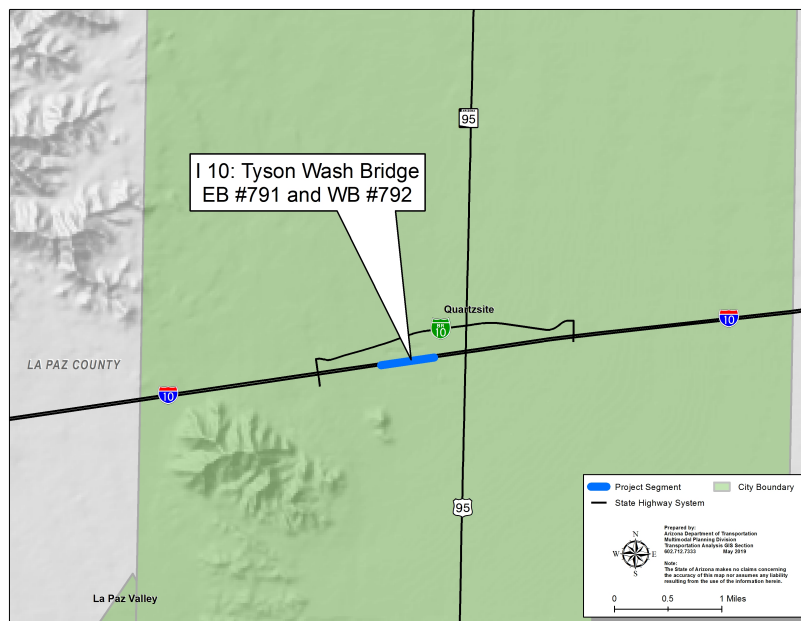 ARIZONA
95
I 10: Tyson Wash Bridge
EB #791 and WB #792
Quartzsite
BR
10
10
LA PAZ COUNTY
10
95
Project Segment
City Boundary
State Highway System
Prepared by:
Arizona Department of Transportation
Multimodal Planning Division
Transportation Analysis GIS Section
602.712.7333 May 2019
N
W E
S
Note:
The State of Arizona makes no claims concerning
the accuracy of this map nor assumes any liability
resulting from the use of the information herein.
La Paz Valley
0 0.5 1 Miles